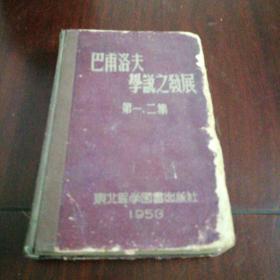 巴甫洛夫
學說之發展
第一、二集
東北醫學圖書出版社
1953